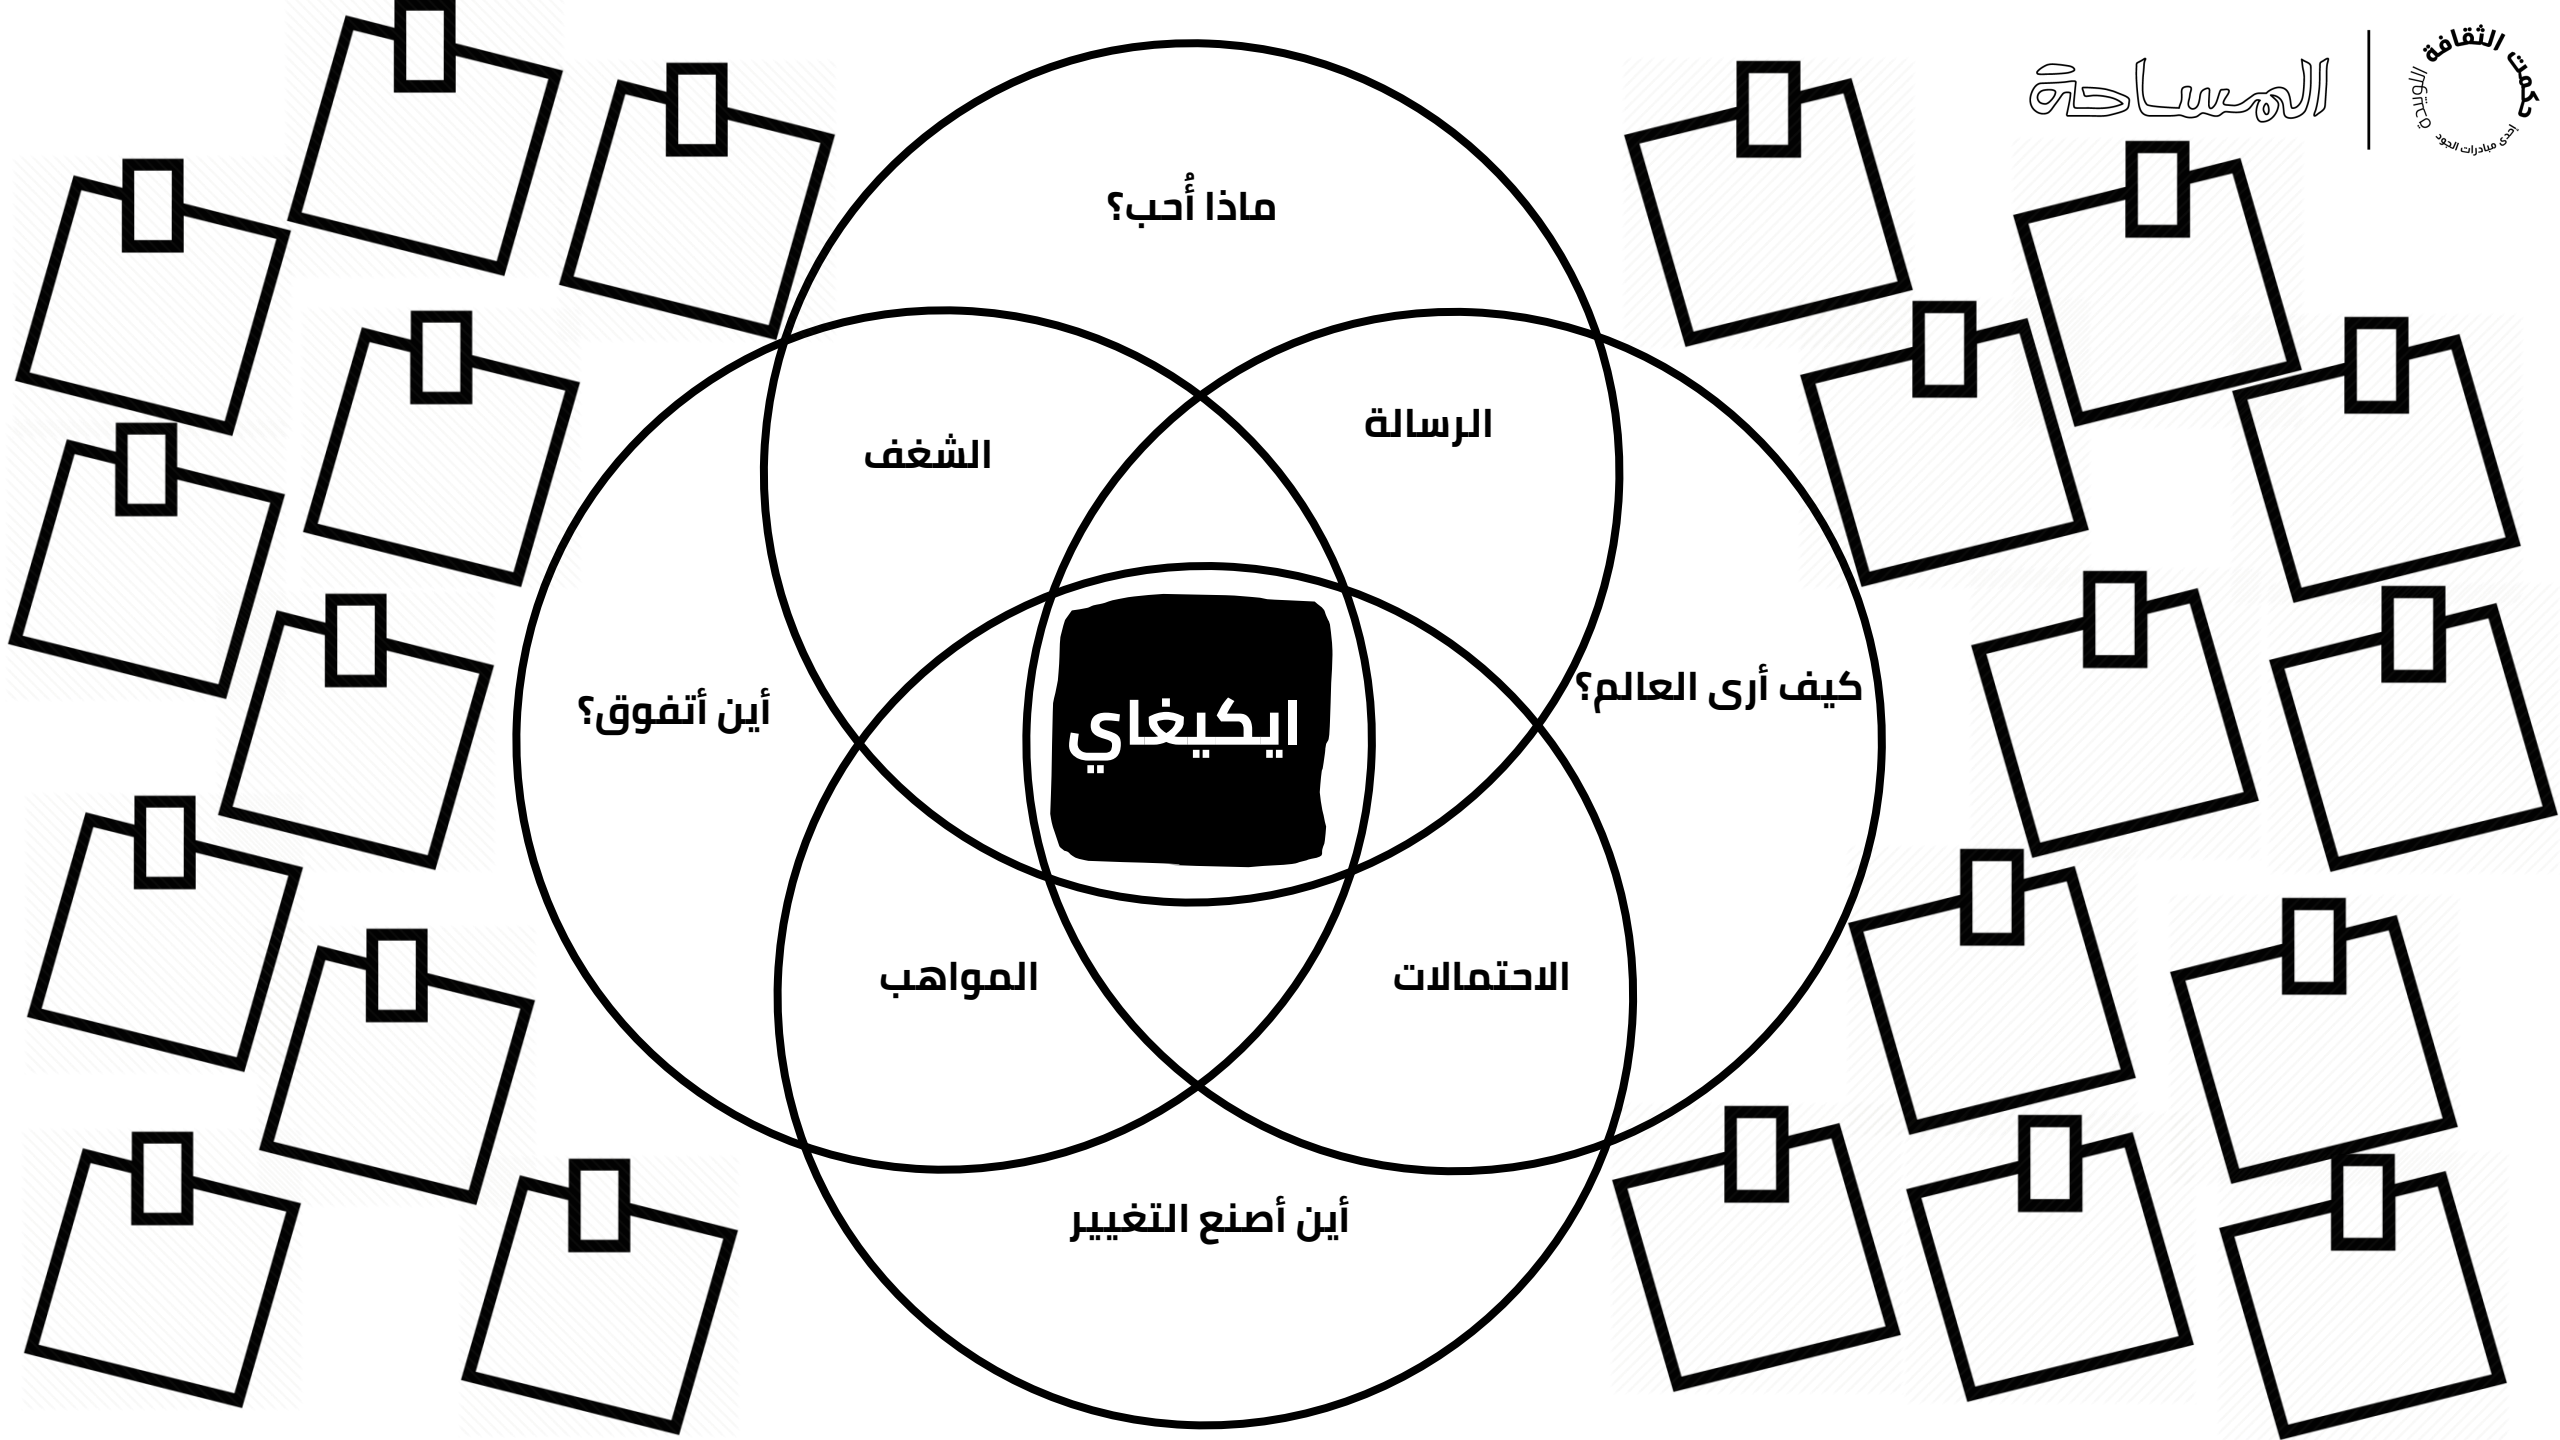 المساحة
بكمت الثقافة
إحدى مبادرات الجود
ماذا أُحب؟
الرسالة
الشغف
كيف أرى العالم؟
أين أتفوق؟
ايكيغاي
الاحتمالات
المواهب
أين أصنع التغيير